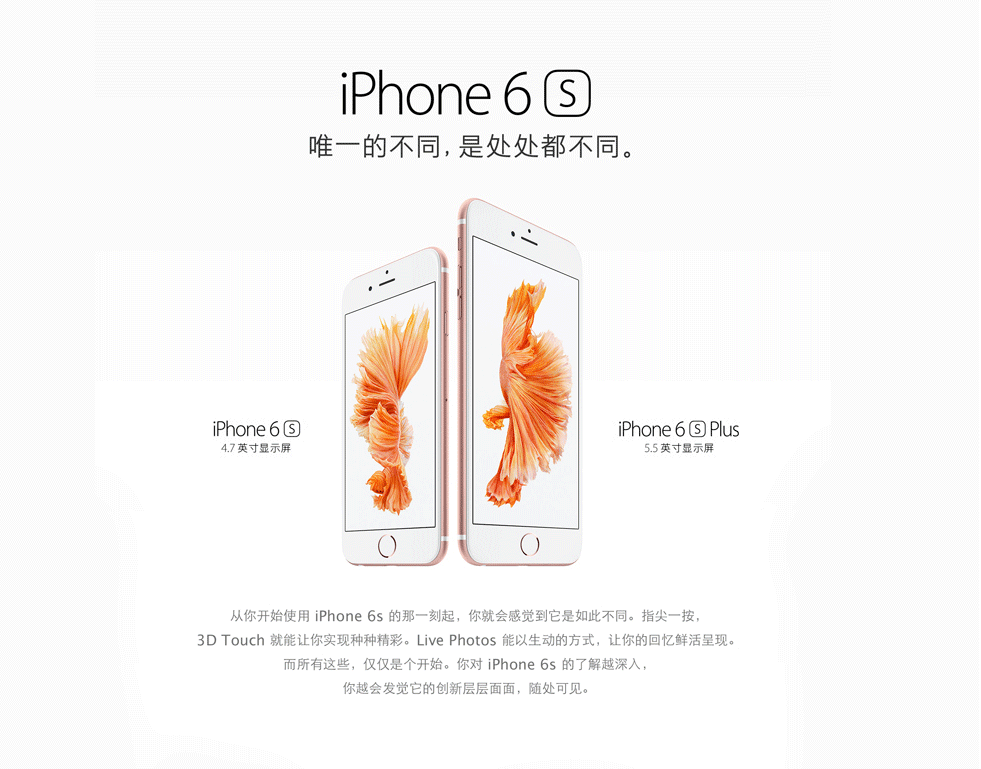 iPhone 6 S
唯一的不同，是处处都不同。
iPhone 6 S
4.7 英寸显示屏
iPhone 6 S Plus
5.5 英寸显示屏
从你开始使用 iPhone 6s 的那一刻起，你就会感觉到它是如此不同。指尖一按，
3D Touch 就能让你实现种种精彩。Live Photos 能以生动的方式，让你的回忆鲜活呈现。
而所有这些，仅仅是个开始。你对 iPhone 6s 的了解越深入，
你越会发觉它的创新层层面面，随处可见。